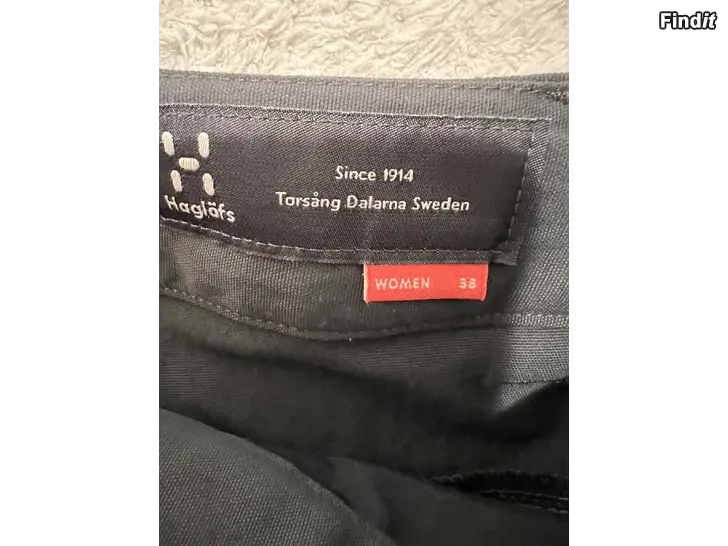 Findit
Since 1914
Torsång Dalarna Sweden
Haglöfs
WOMEN 38